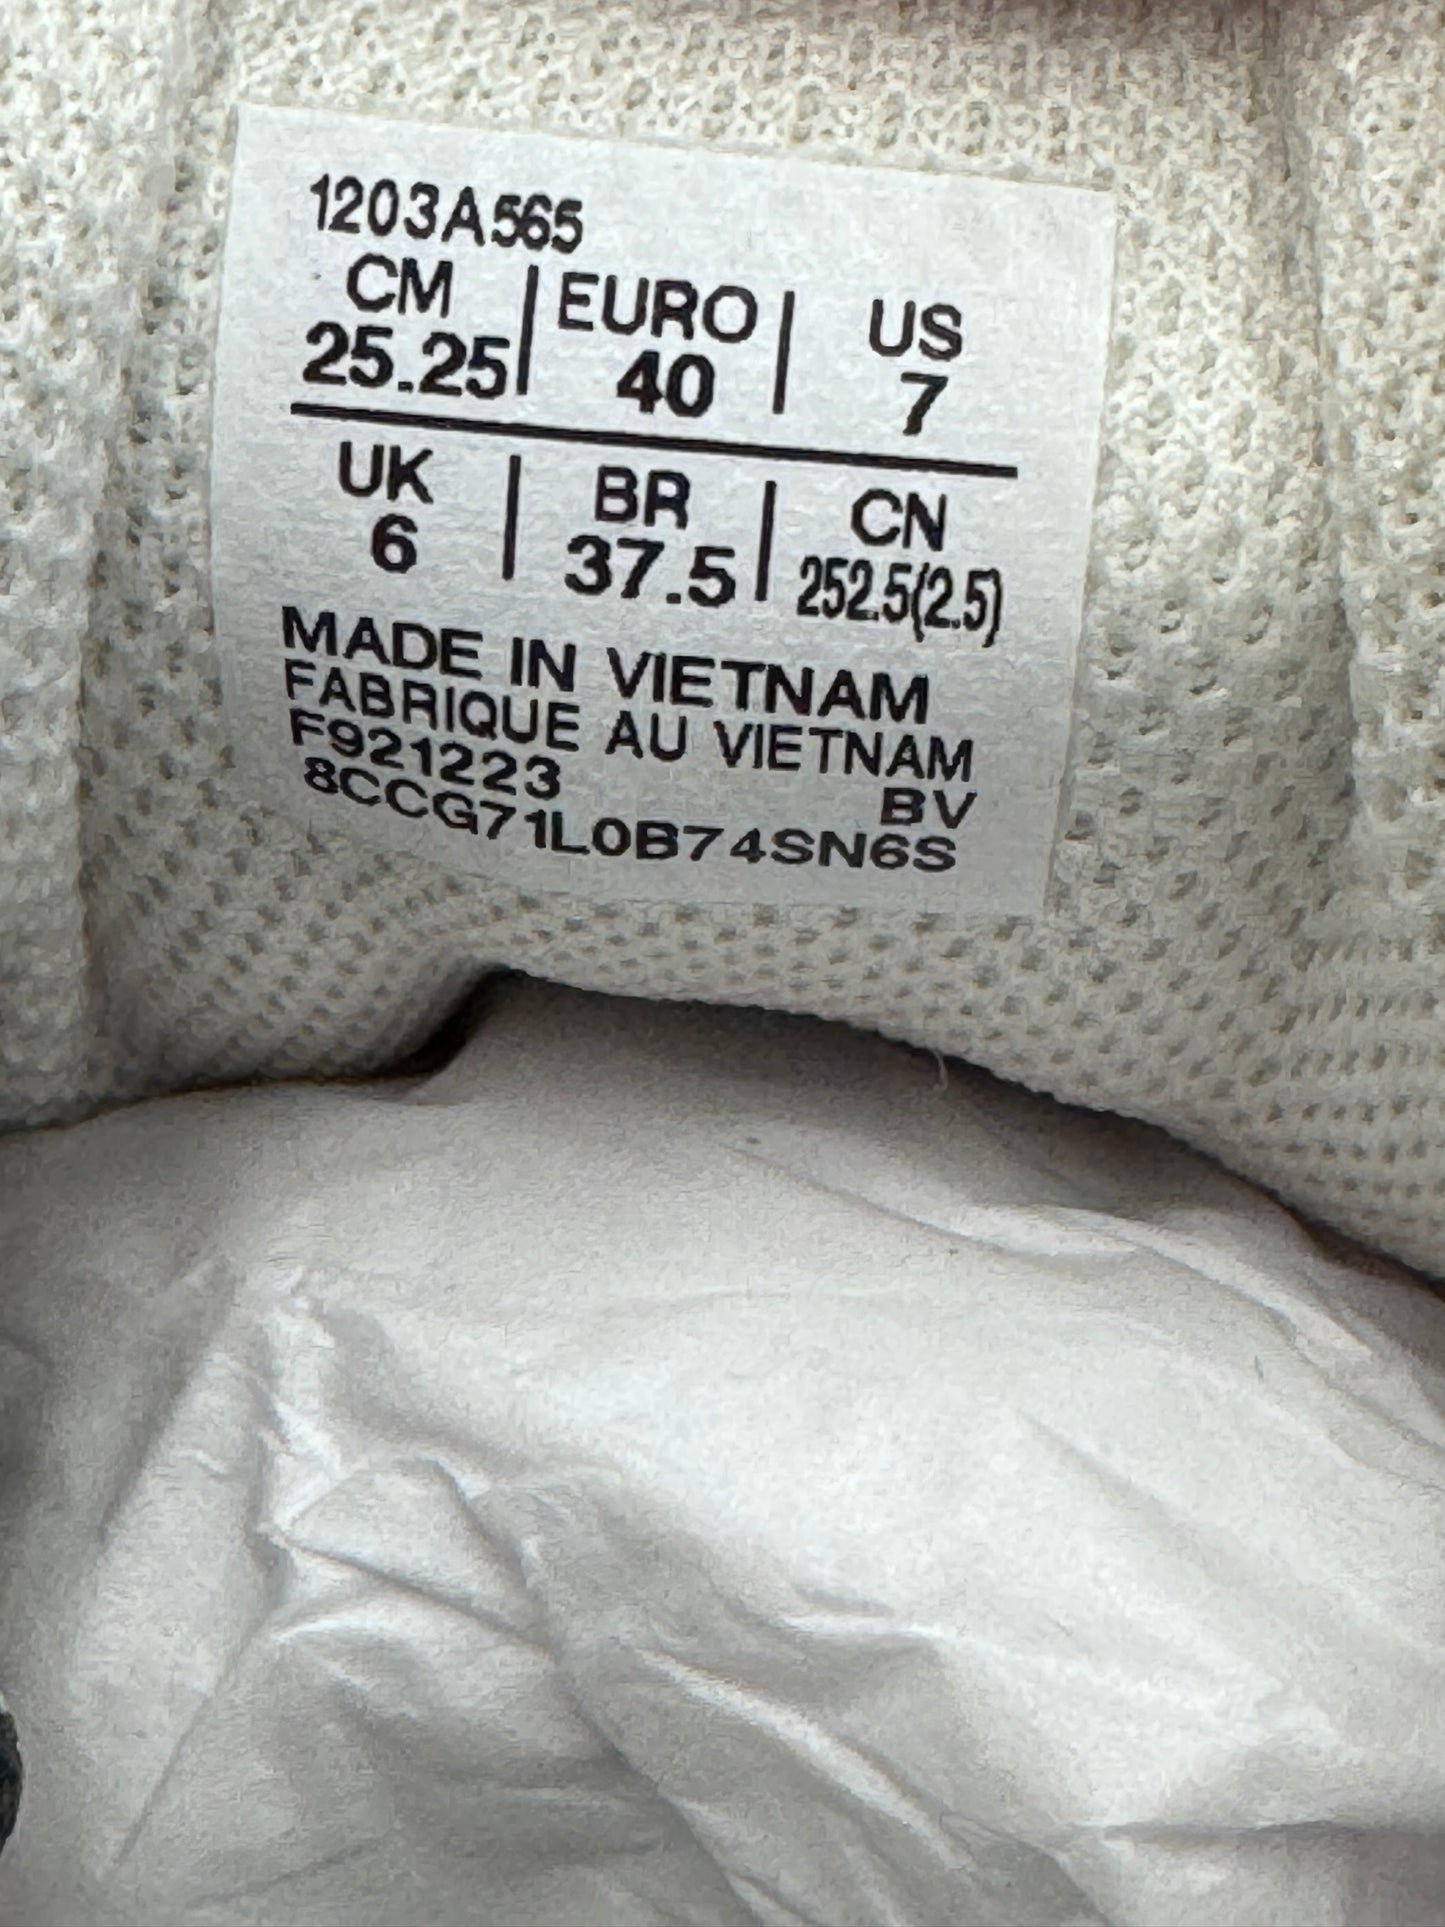 1203A565
CM | EURO | US
25.25 | 40 | 7
UK | BR | CN
6 | 37.5 | 252.5(2.5)
MADE IN VIETNAM
FABRIQUE AU VIETNAM
F921223 BV
8CCG71L0B74SN6S